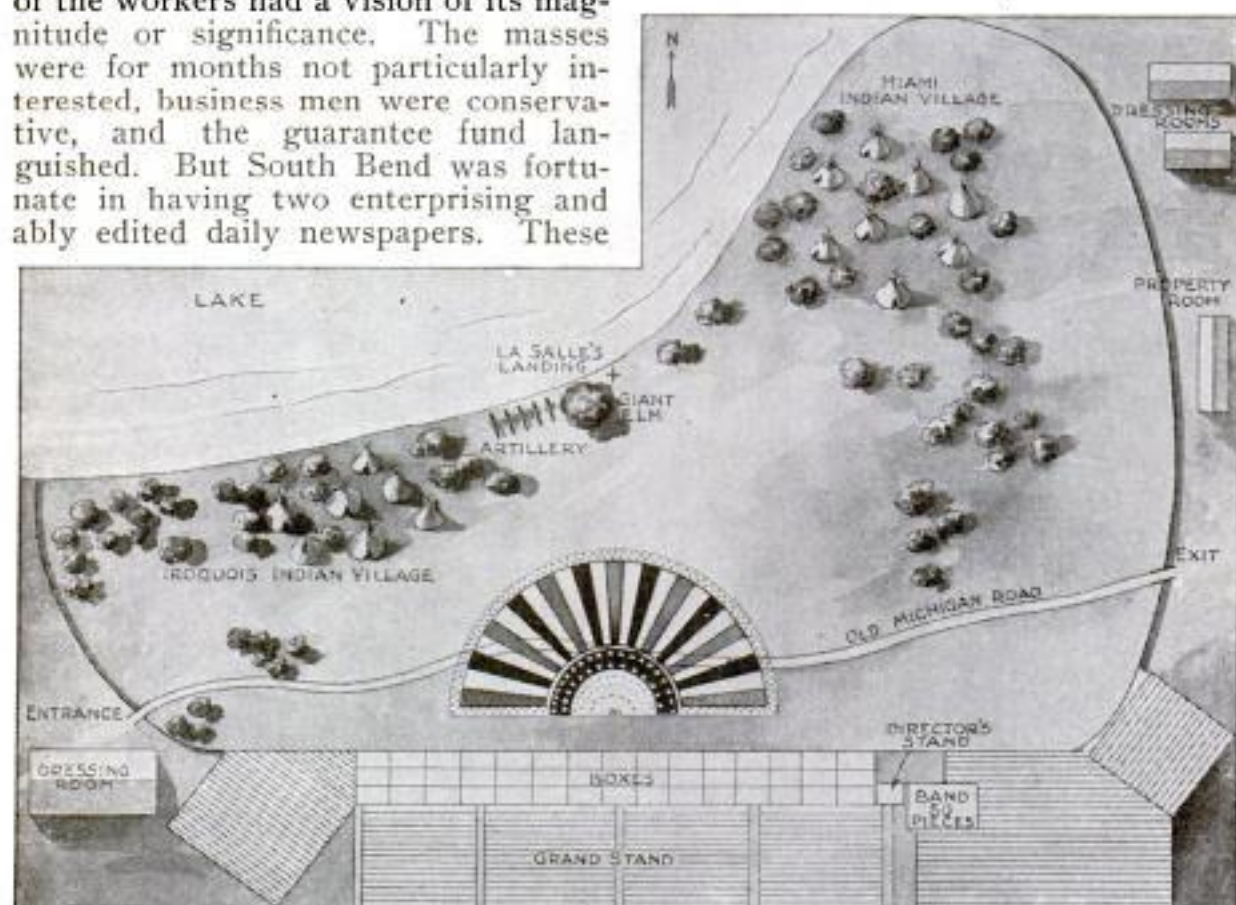 of the workers had a vision of its mag-
nitude or significance. The masses
were for months not particularly in-
terested, business men were conserva-
tive, and the guarantee fund lan-
guished. But South Bend was fortu-
nate in having two enterprising and
ably edited daily newspapers. These
N
MIAMI
INDIAN VILLAGE
DRESSING
ROOMS
PROPERTY
ROOM
LAKE
LA SALLE'S
LANDING
GIANT
ELM
ARTILLERY
IROQUOIS INDIAN VILLAGE
EXIT
OLD MICHIGAN ROAD
ENTRANCE
DIRECTOR'S
STAND
DRESSING
ROOM
BOXES
BAND
50
PIECES
GRAND STAND